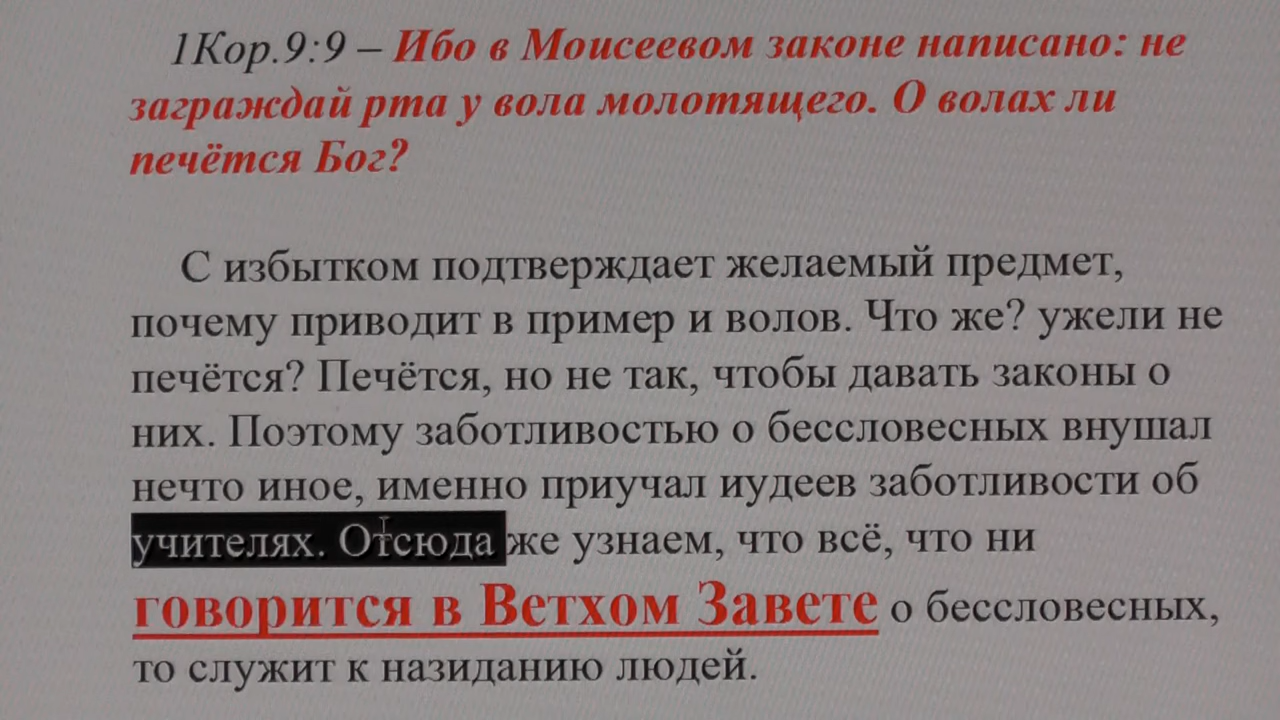 1Кор.9:9 – Ибо в Моисеевом законе написано: не
заграждай рта у вола молотящего. О волах ли
печётся Бог?
С избытком подтверждает желаемый предмет,
почему приводит в пример и волов. Что же? ужели не
печётся? Печётся, но не так, чтобы давать законы о
них. Поэтому заботливостью о бессловесных внушал
нечто иное, именно приучал иудеев заботливости об
учителях. Отсюда же узнаем, что всё, что ни
говорится в Ветхом Завете о бессловесных,
то служит к назиданию людей.